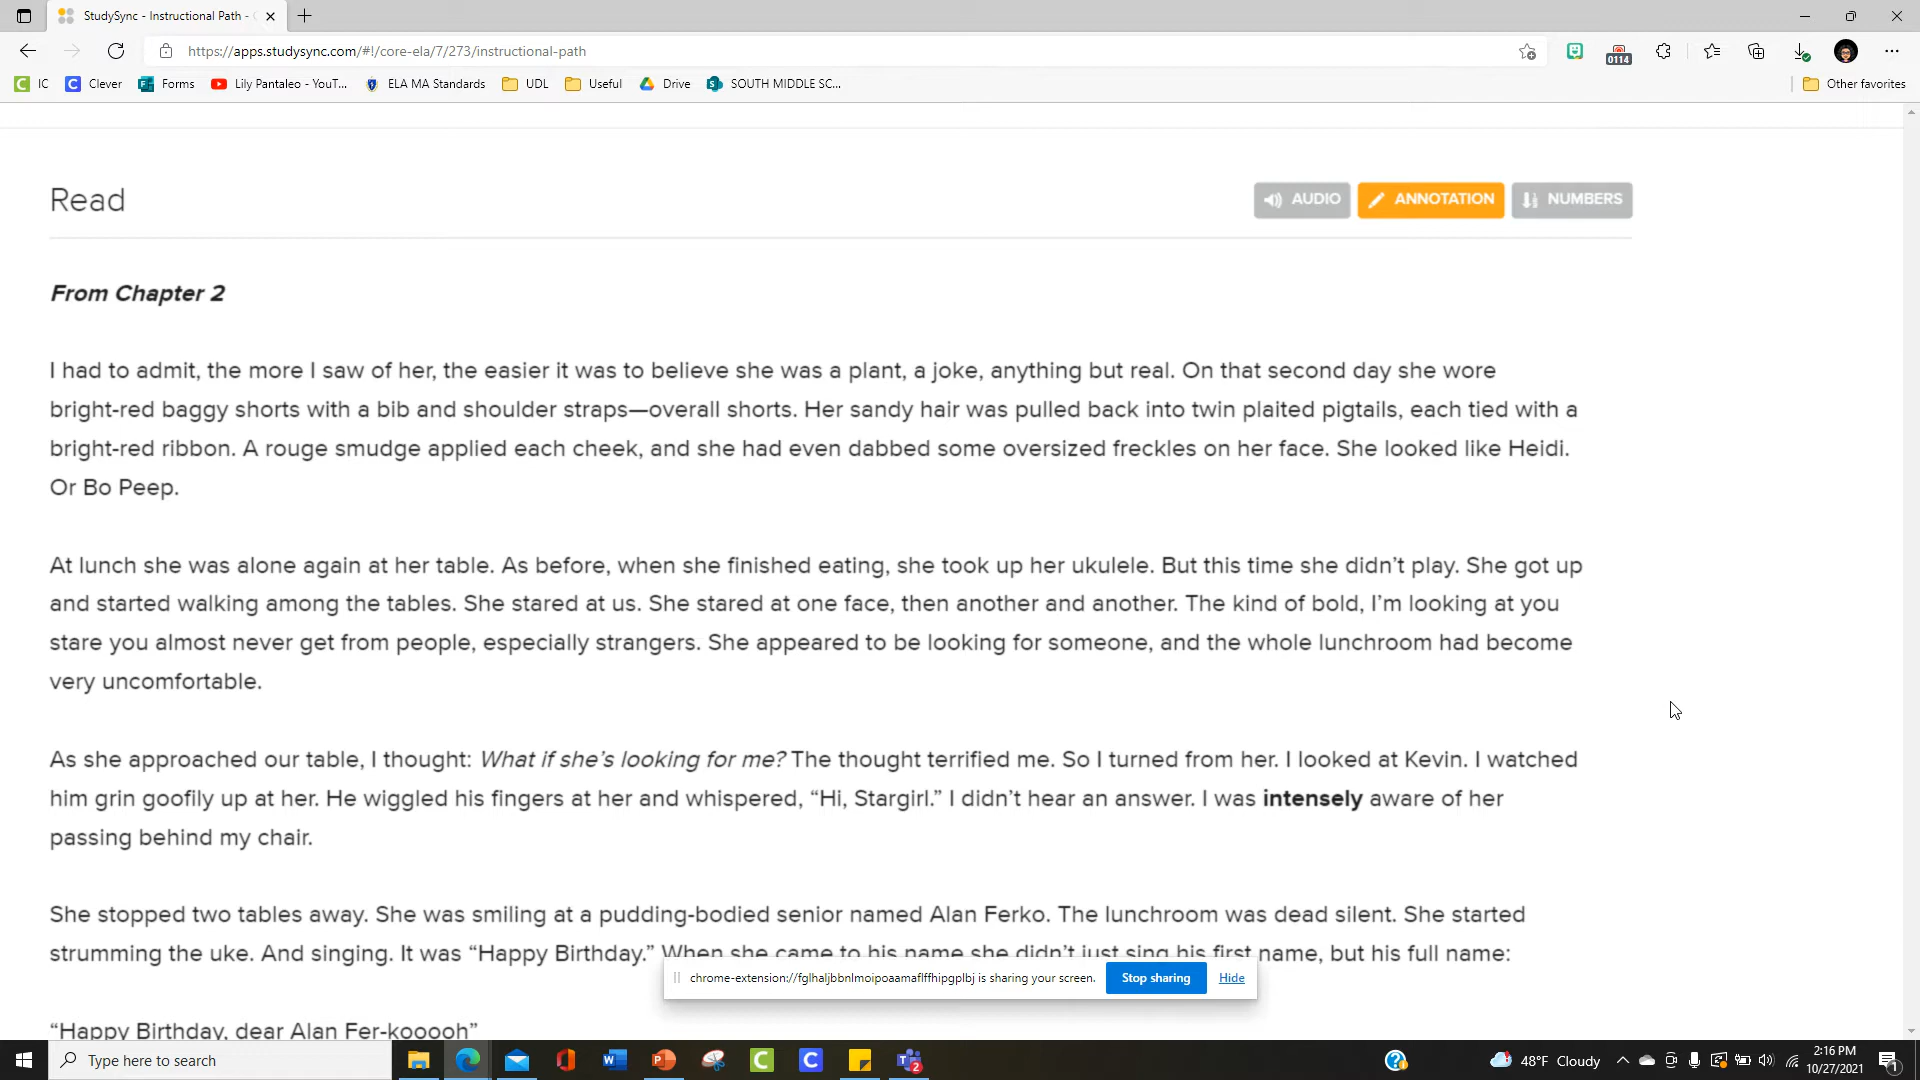 StudySync - Instructional Path -
https://apps.studysync.com/#!/core-ela/7/273/instructional-path
0114
IC
Clever
Forms
Lily Pantaleo - YouT...
ELA MA Standards
UDL
Useful
Drive
SOUTH MIDDLE SC...
Other favorites
Read
AUDIO
ANNOTATION
NUMBERS
From Chapter 2
I had to admit, the more I saw of her, the easier it was to believe she was a plant, a joke, anything but real. On that second day she wore
bright-red baggy shorts with a bib and shoulder straps—overall shorts. Her sandy hair was pulled back into twin plaited pigtails, each tied with a
bright-red ribbon. A rouge smudge applied each cheek, and she had even dabbed some oversized freckles on her face. She looked like Heidi.
Or Bo Peep.
At lunch she was alone again at her table. As before, when she finished eating, she took up her ukulele. But this time she didn’t play. She got up
and started walking among the tables. She stared at us. She stared at one face, then another and another. The kind of bold, I’m looking at you
stare you almost never get from people, especially strangers. She appeared to be looking for someone, and the whole lunchroom had become
very uncomfortable.
As she approached our table, I thought: What if she’s looking for me? The thought terrified me. So I turned from her. I looked at Kevin. I watched
him grin goofily up at her. He wiggled his fingers at her and whispered, “Hi, Stargirl.” I didn’t hear an answer. I was intensely aware of her
passing behind my chair.
She stopped two tables away. She was smiling at a pudding-bodied senior named Alan Ferko. The lunchroom was dead silent. She started
strumming the uke. And singing. It was “Happy Birthday.” When she came to his name she didn’t just sing his first name, but his full name:
chrome-extension://fglhaljbbnlmoipoaamaflffhipgplbj is sharing your screen.
Stop sharing
Hide
“Happy Birthday, dear Alan Fer-kooooh”
Type here to search
2
48°F Cloudy
2:16 PM
10/27/2021
1